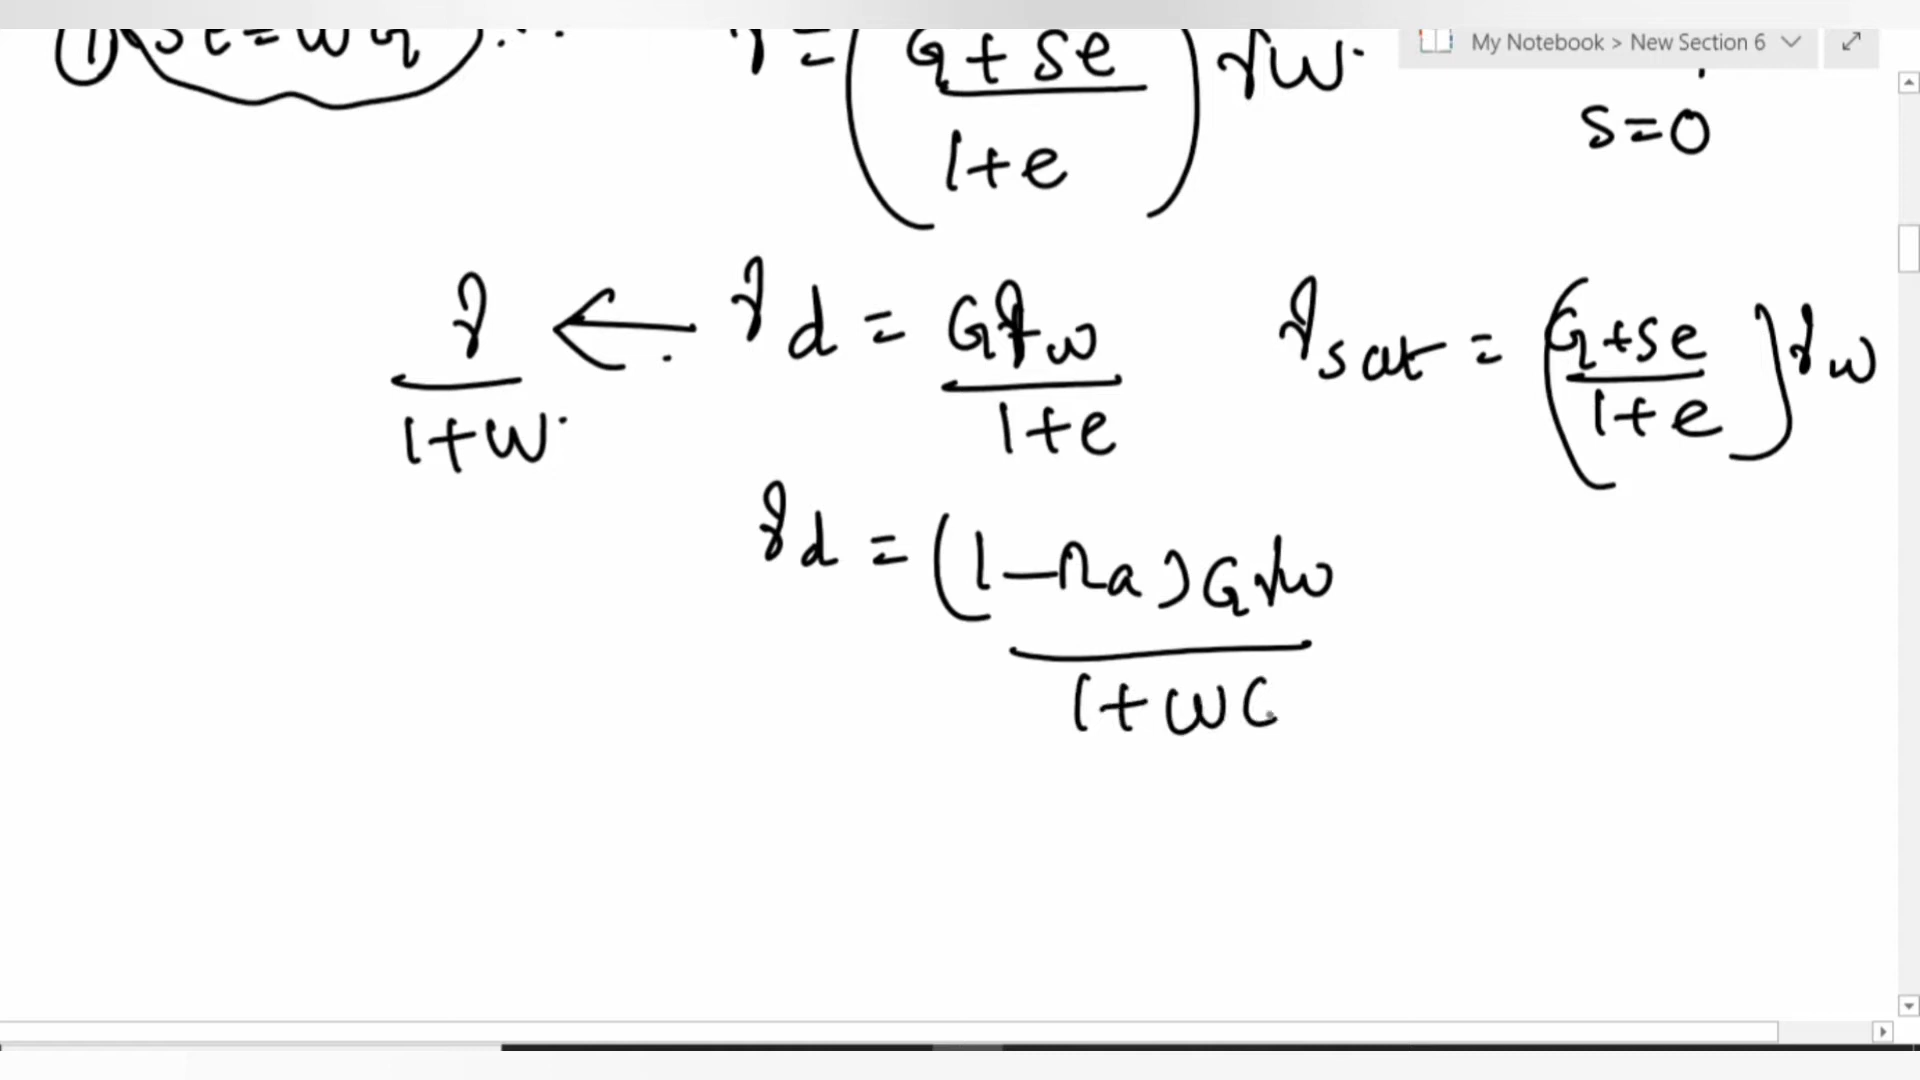 ① se = wG ∴ γ = (G+se / 1+e) γw.
My Notebook > New Section 6
s=0
γ / 1+w. ← γd = Gγw / 1+e
γsat = (G+se / 1+e) γw
γd = (1-na) Gγw / 1+wG